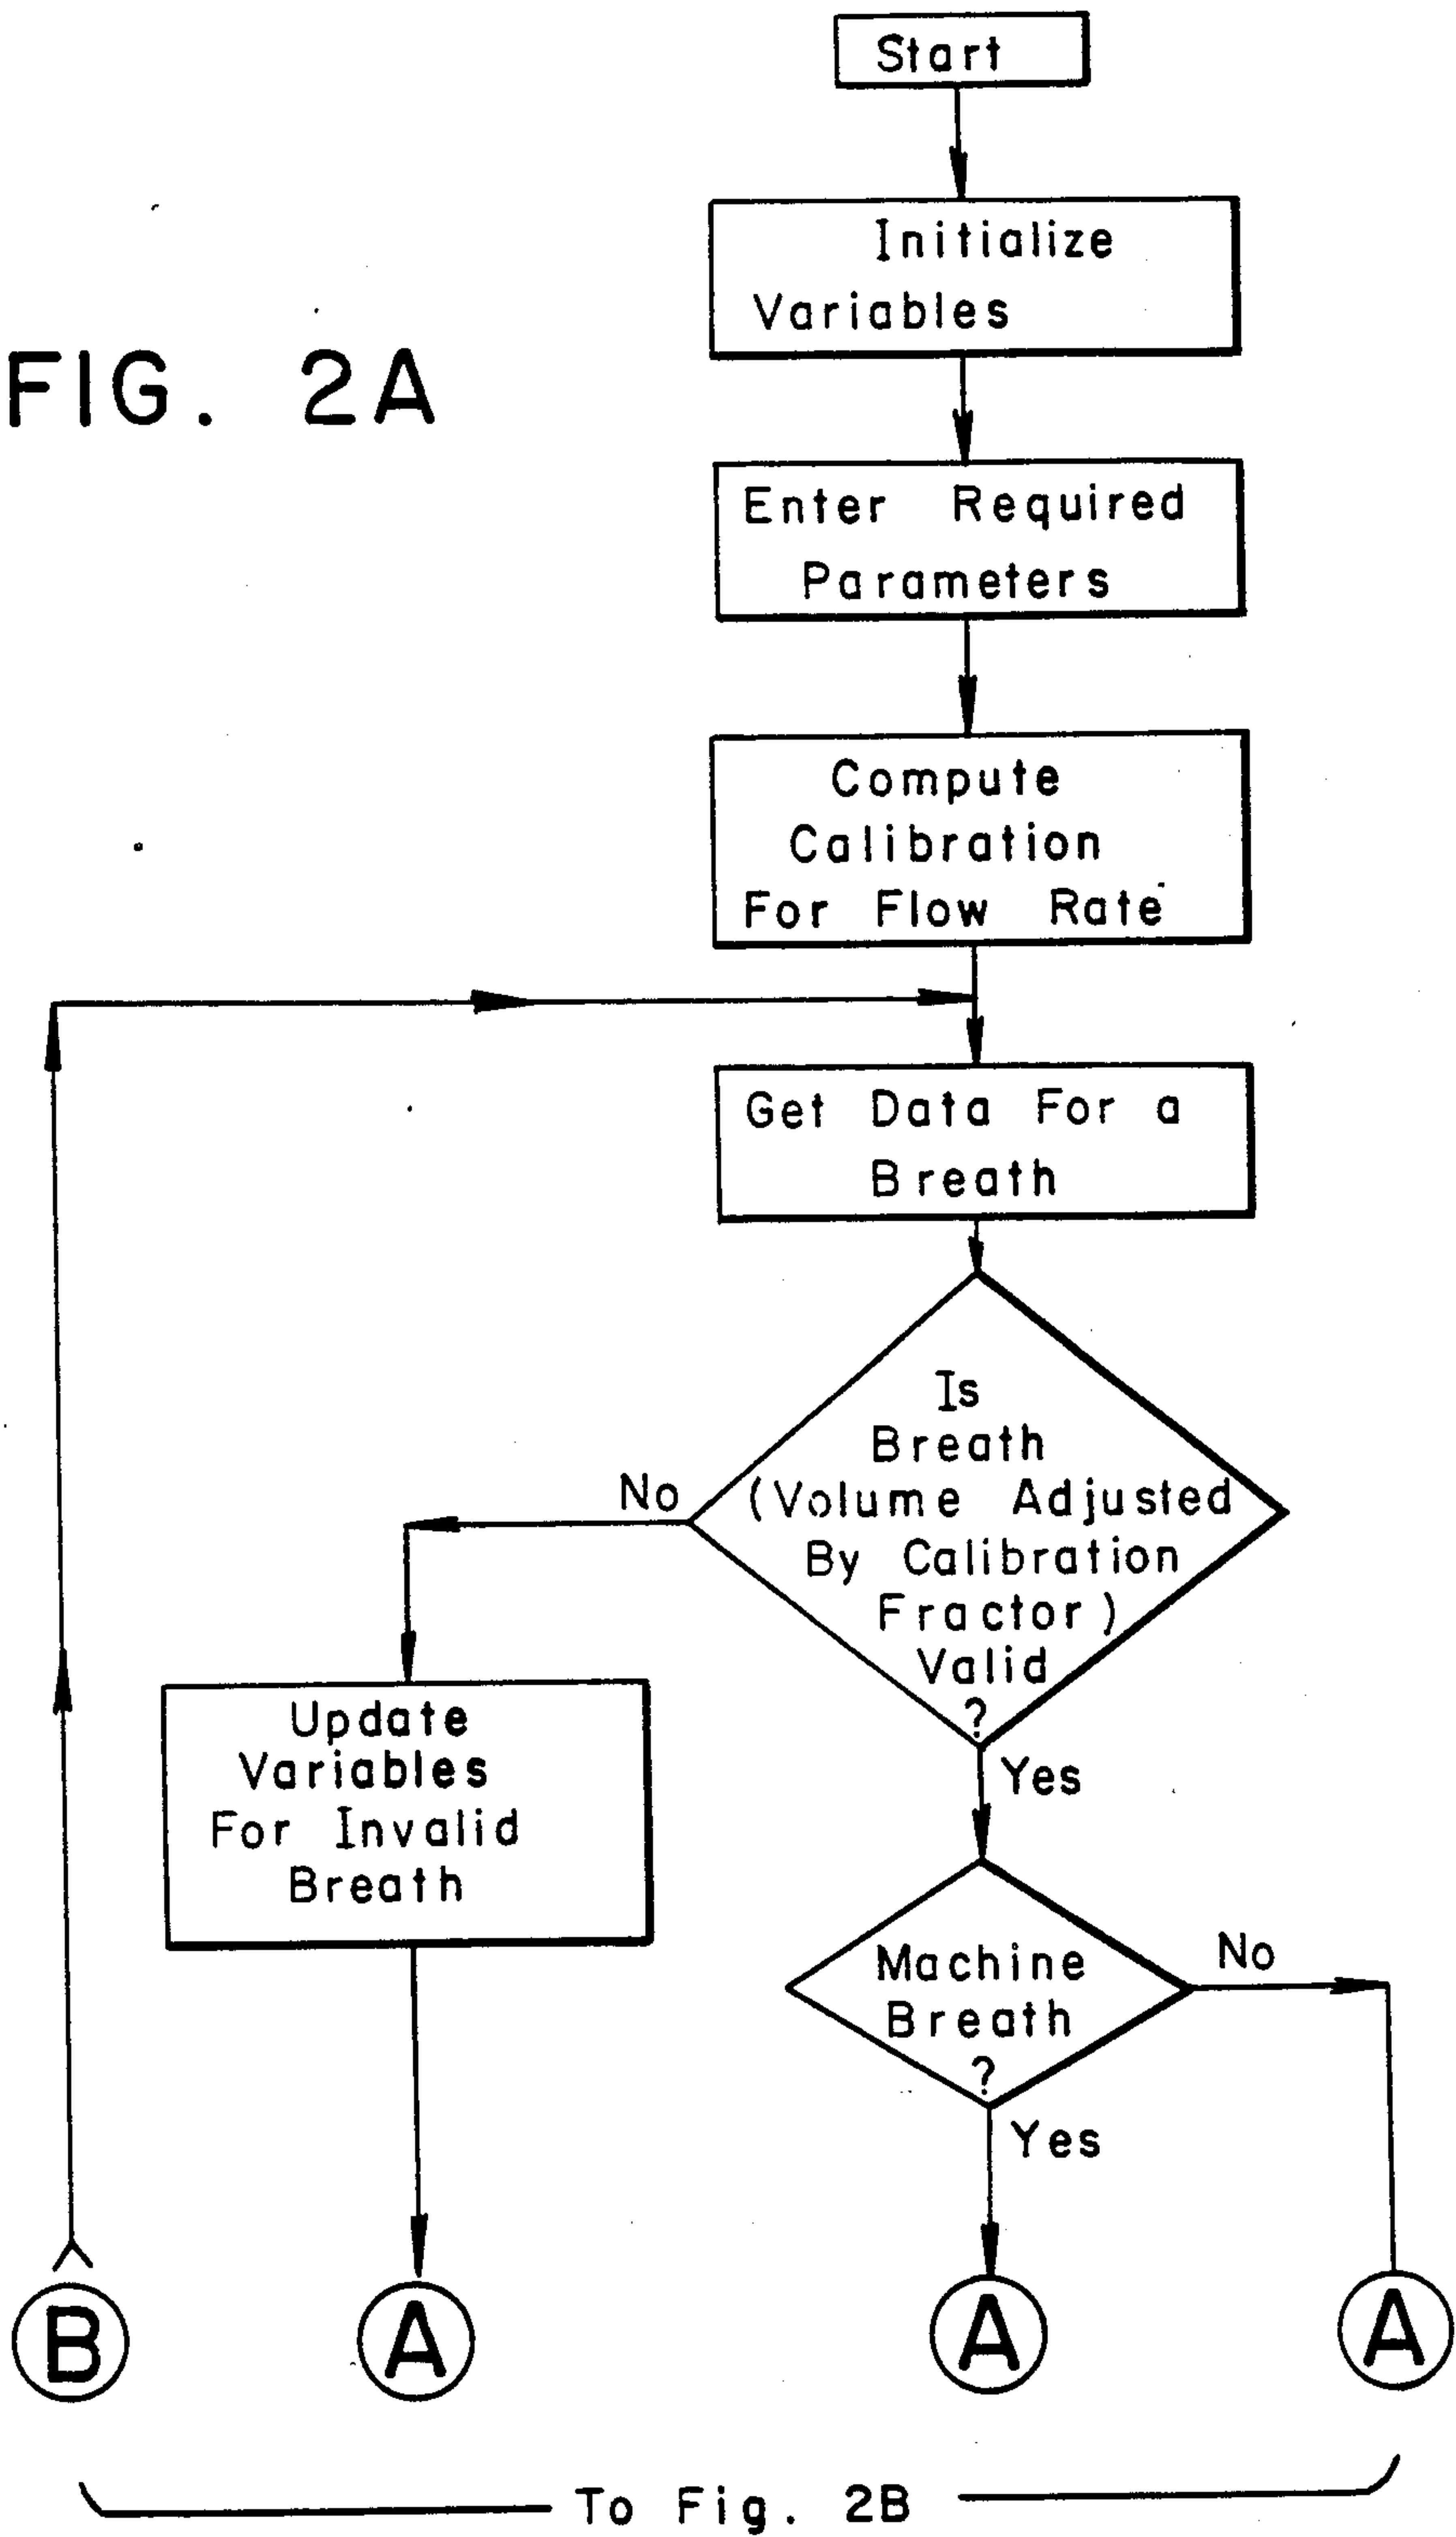 Start
Initialize
Variables
FIG. 2A
Enter Required
Parameters
Compute
Calibration
For Flow Rate
Get Data For a
Breath
Is
Breath
No
(Volume Adjusted
By Calibration
Fractor)
Valid
?
Yes
Update
Variables
For Invalid
Breath
Machine
Breath
?
No
Yes
B
A
A
A
To Fig. 2B